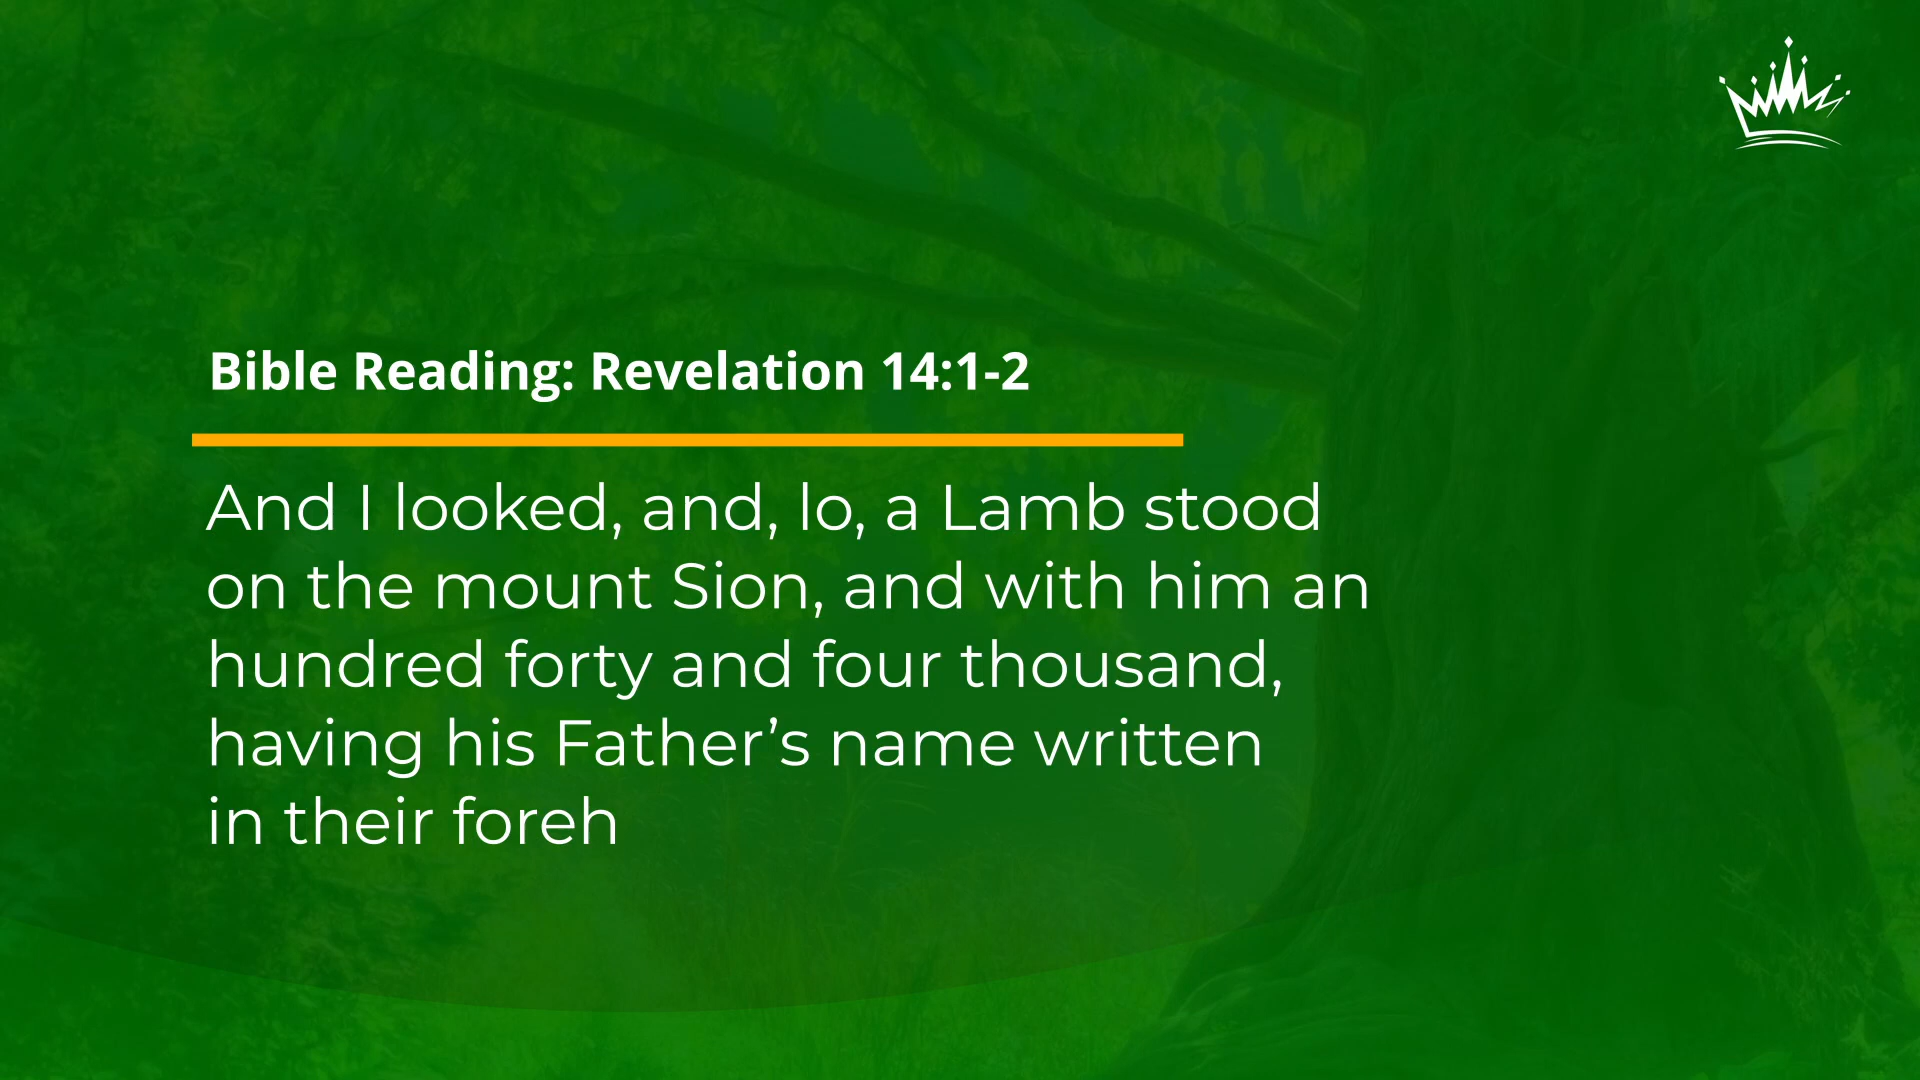 Bible Reading: Revelation 14:1-2
And I looked, and, lo, a Lamb stood
on the mount Sion, and with him an
hundred forty and four thousand,
having his Father’s name written
in their foreh